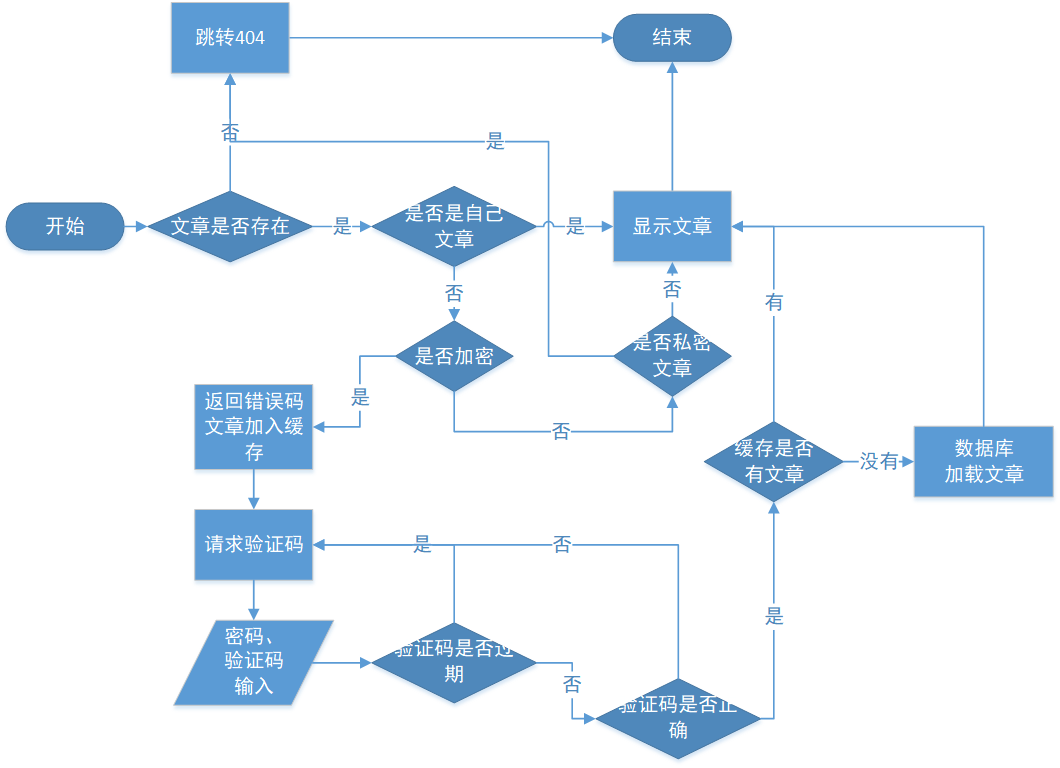 跳转404
结束
否
是
开始
文章是否存在
是
是否是自己
文章
是
显示文章
否
否
有
是否加密
是否私密
文章
是
返回错误码
文章加入缓
存
否
缓存是否
有文章
没有
数据库
加载文章
请求验证码
是
否
是
密码、
验证码
输入
验证码是否过
期
否
验证码是否正
确